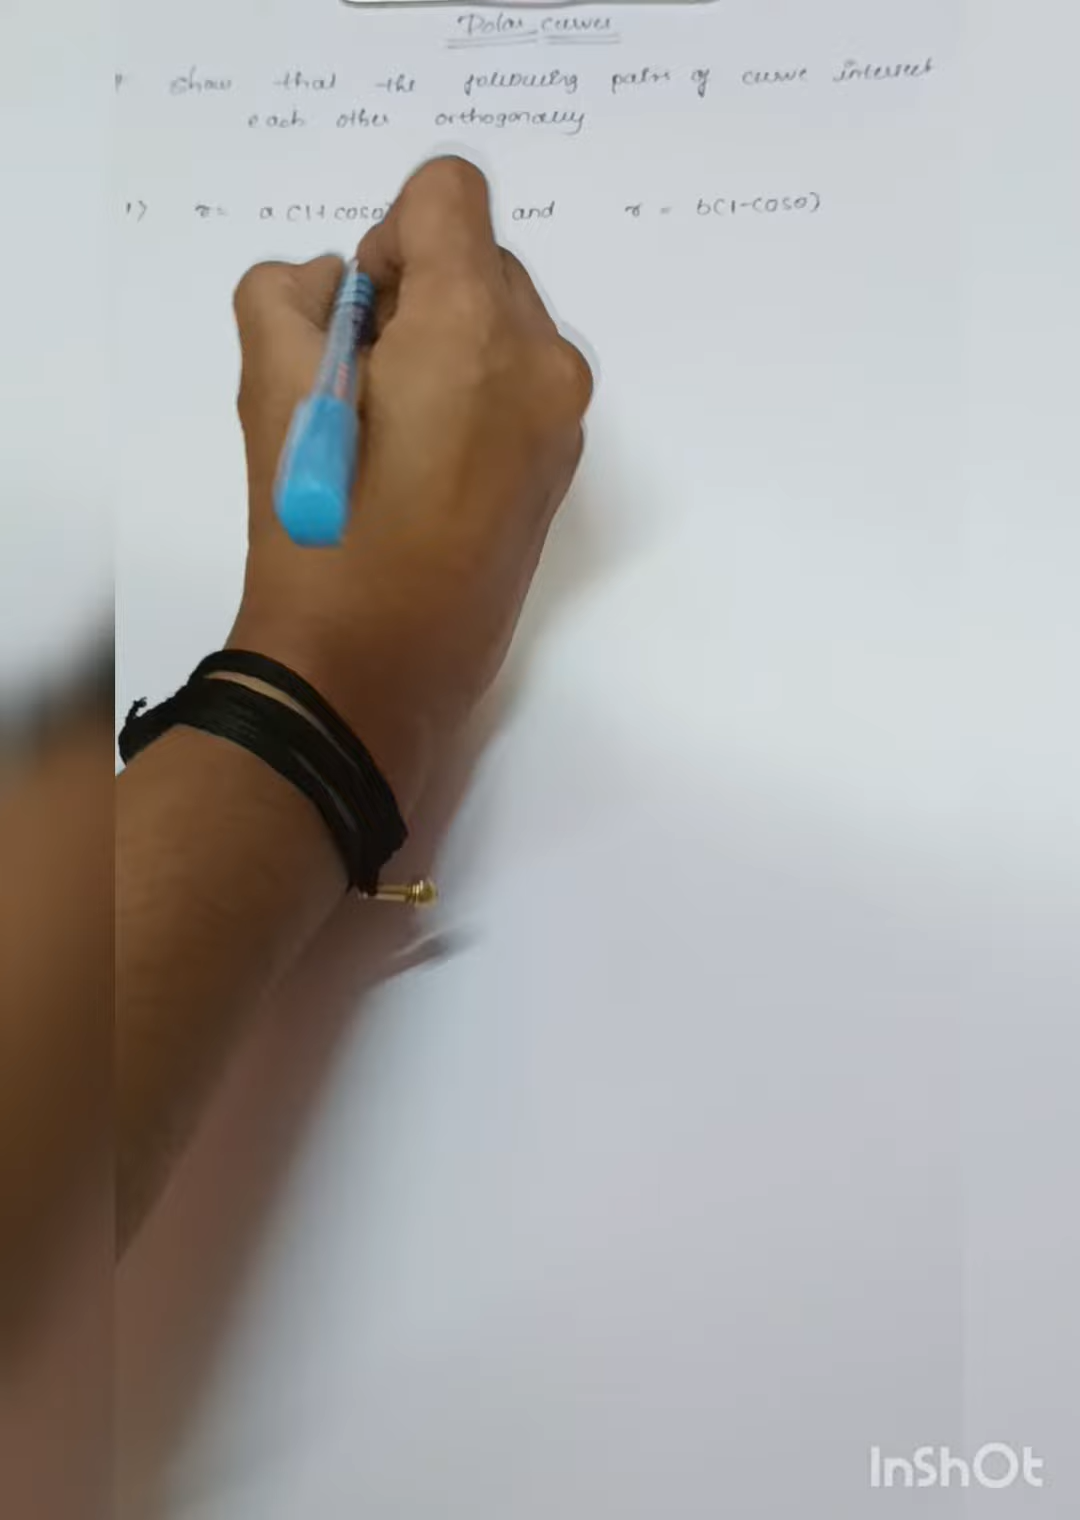 Polar curves
show that the following pairs of curve intersect
each other orthogonally
1) r = a(1+cosθ) and r = b(1-cosθ)
InShOt